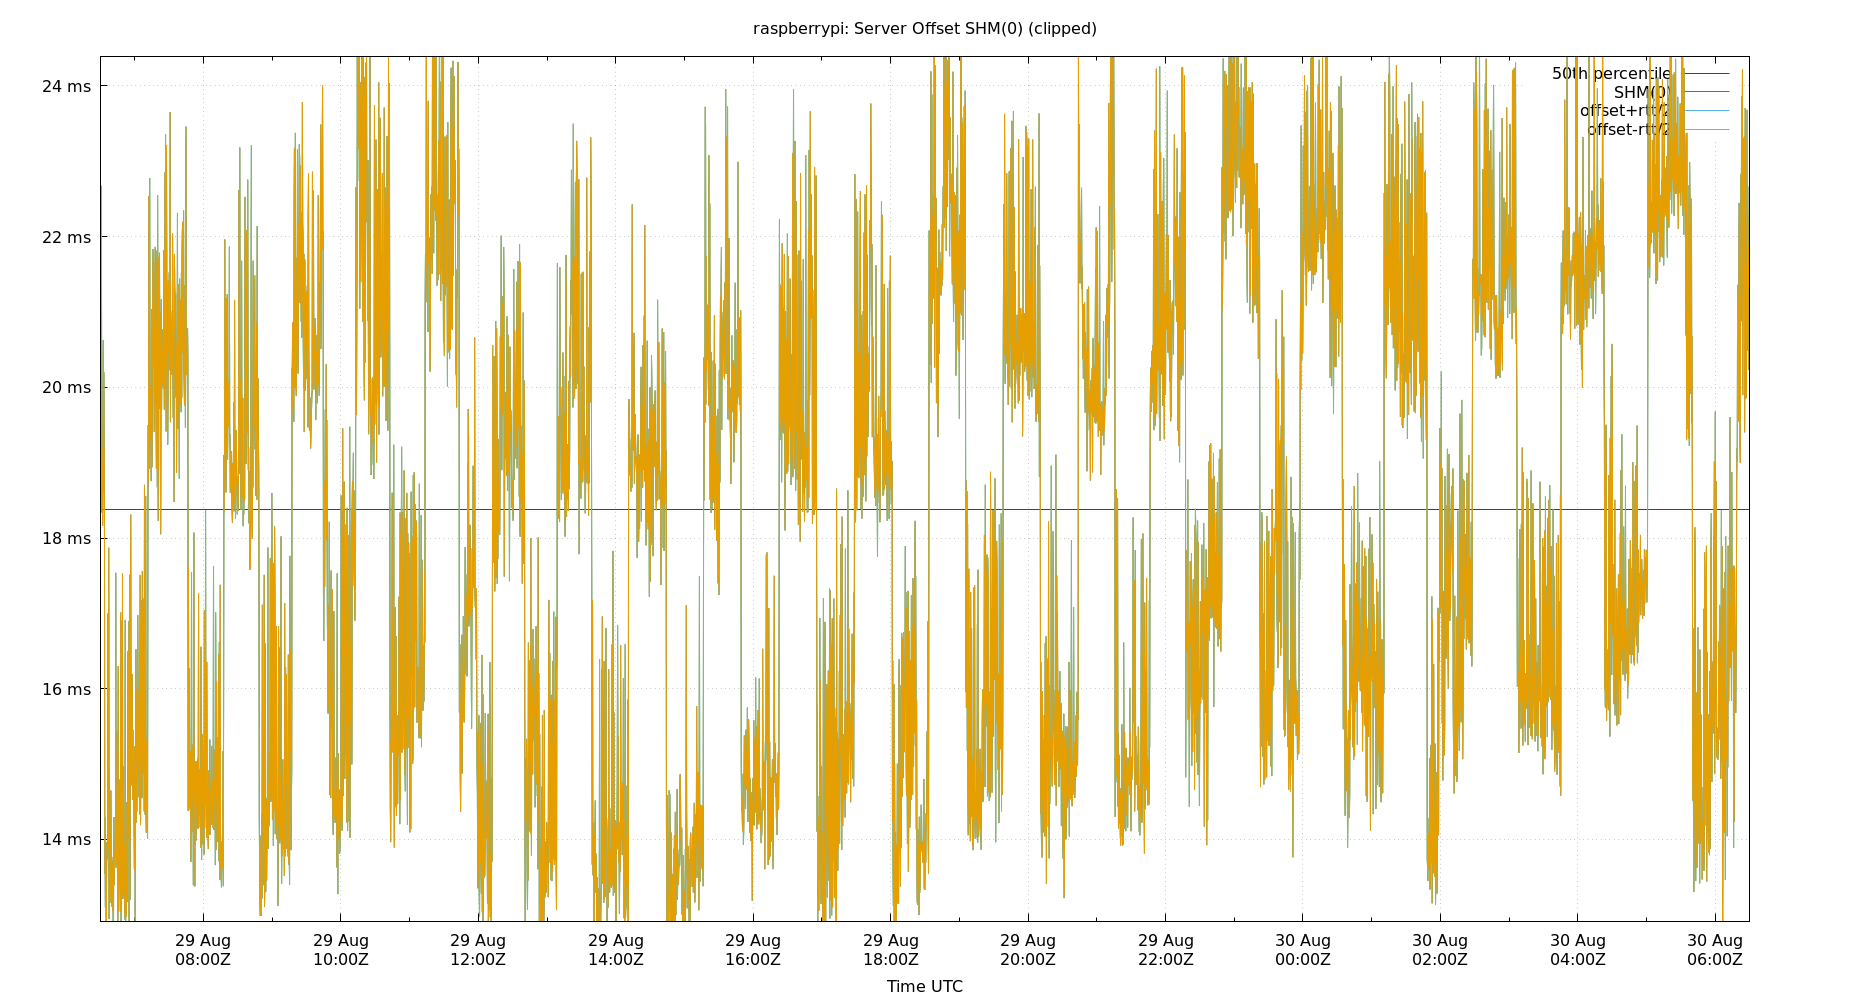 raspberrypi: Server Offset SHM(0) (clipped)
50th percentile
SHM(0)
offset+rtt/2
offset-rtt/2
24 ms
22 ms
20 ms
18 ms
16 ms
14 ms
29 Aug 29 Aug 29 Aug 29 Aug 29 Aug 29 Aug 29 Aug 29 Aug 30 Aug 30 Aug 30 Aug 30 Aug
08:00Z 10:00Z 12:00Z 14:00Z 16:00Z 18:00Z 20:00Z 22:00Z 00:00Z 02:00Z 04:00Z 06:00Z
Time UTC